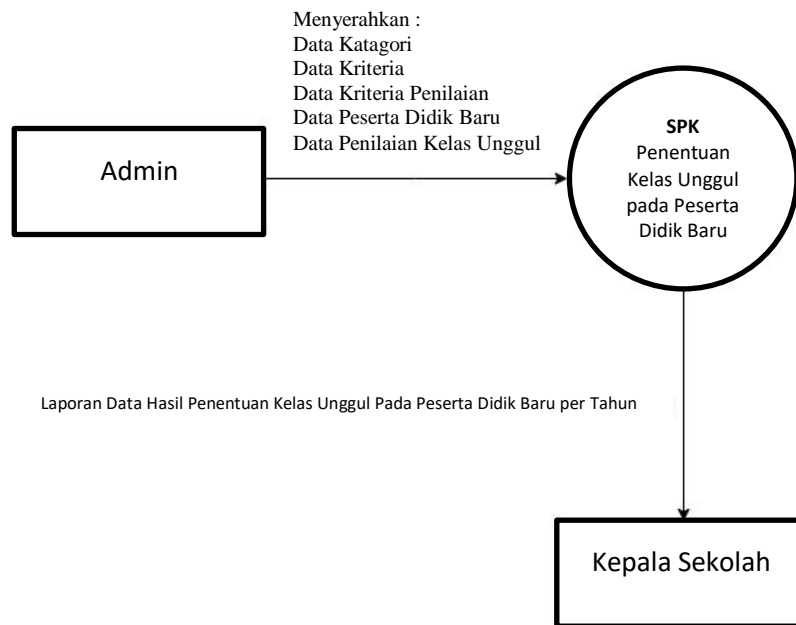 Menyerahkan :
Data Katagori
Data Kriteria
Data Kriteria Penilaian
Data Peserta Didik Baru
Data Penilaian Kelas Unggul
Admin
SPK
Penentuan
Kelas Unggul
pada Peserta
Didik Baru
Laporan Data Hasil Penentuan Kelas Unggul Pada Peserta Didik Baru per Tahun
Kepala Sekolah